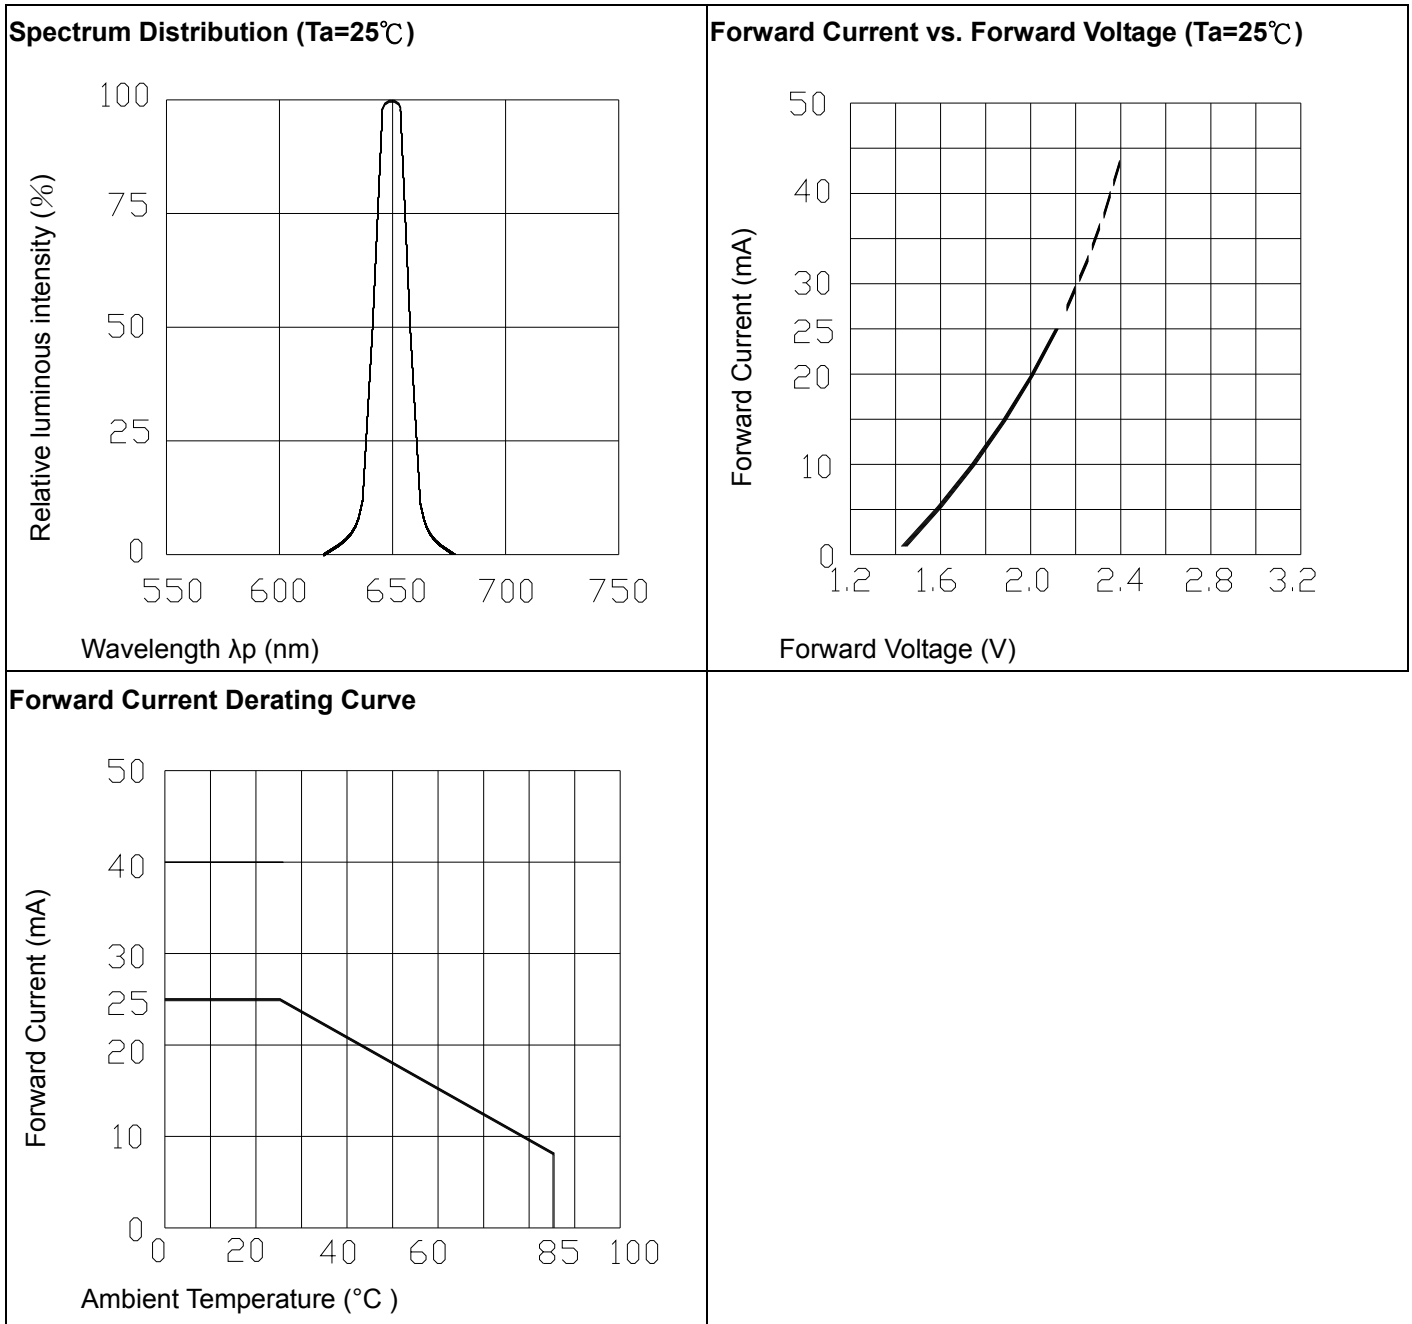 Spectrum Distribution (Ta=25℃)
100
75
50
25
0
550 600 650 700 750
Relative luminous intensity (%)
Wavelength λp (nm)
Forward Current vs. Forward Voltage (Ta=25℃)
50
40
30
25
20
10
0
1.2 1.6 2.0 2.4 2.8 3.2
Forward Current (mA)
Forward Voltage (V)
Forward Current Derating Curve
50
40
30
25
20
10
0
0 20 40 60 85 100
Forward Current (mA)
Ambient Temperature (°C )